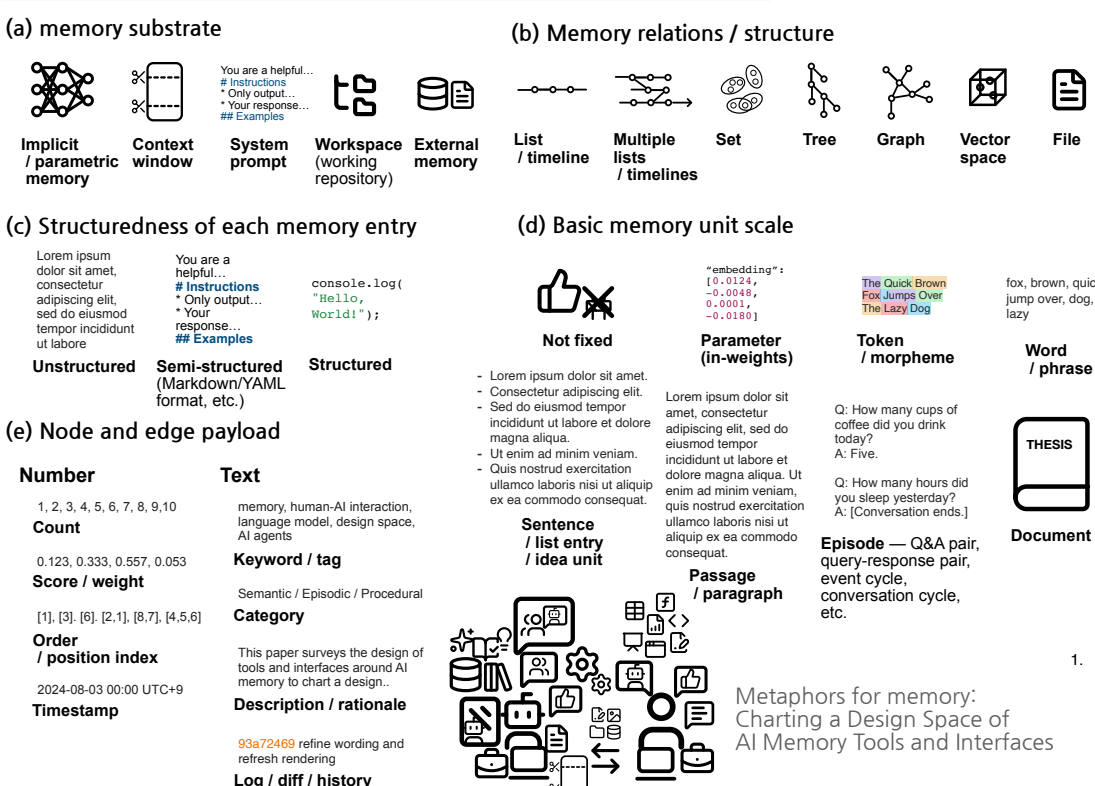 (a) memory substrate
You are a helpful…
# Instructions
* Only output…
* Your response…
## Examples
Implicit
/ parametric
memory
Context
window
System
prompt
Workspace
(working
repository)
External
memory
(b) Memory relations / structure
List
/ timeline
Multiple
lists
/ timelines
Set
Tree
Graph
Vector
space
File
(c) Structuredness of each memory entry
Lorem ipsum
dolor sit amet,
consectetur
adipiscing elit,
sed do eiusmod
tempor incididunt
ut labore
Unstructured
You are a
helpful…
# Instructions
* Only output…
* Your
response…
## Examples
Semi-structured
(Markdown/YAML
format, etc.)
console.log(
"Hello,
World!");
Structured
(d) Basic memory unit scale
Not fixed
“embedding”:
[0.0124,
-0.0048,
0.0001,
-0.0180]
Parameter
(in-weights)
The Quick Brown
Fox Jumps Over
The Lazy Dog
Token
/ morpheme
fox, brown, quic
jump over, dog,
lazy
Word
/ phrase
- Lorem ipsum dolor sit amet.
- Consectetur adipiscing elit.
- Sed do eiusmod tempor
incididunt ut labore et dolore
magna aliqua.
- Ut enim ad minim veniam.
- Quis nostrud exercitation
ullamco laboris nisi ut aliquip
ex ea commodo consequat.
Sentence
/ list entry
/ idea unit
Lorem ipsum dolor sit
amet, consectetur
adipiscing elit, sed do
eiusmod tempor
incididunt ut labore et
dolore magna aliqua. Ut
enim ad minim veniam,
quis nostrud exercitation
ullamco laboris nisi ut
aliquip ex ea commodo
consequat.
Passage
/ paragraph
Q: How many cups of
coffee did you drink
today?
A: Five.
Q: How many hours did
you sleep yesterday?
A: [Conversation ends.]
Episode — Q&A pair,
query-response pair,
event cycle,
conversation cycle,
etc.
THESIS
Document
(e) Node and edge payload
Number
1, 2, 3, 4, 5, 6, 7, 8, 9,10
Count
0.123, 0.333, 0.557, 0.053
Score / weight
[1], [3]. [6]. [2,1], [8,7], [4,5,6]
Order
/ position index
2024-08-03 00:00 UTC+9
Timestamp
Text
memory, human-AI interaction,
language model, design space,
AI agents
Keyword / tag
Semantic / Episodic / Procedural
Category
This paper surveys the design of
tools and interfaces around AI
memory to chart a design..
Description / rationale
93a72469 refine wording and
refresh rendering
Log / diff / history
f
1.
Metaphors for memory:
Charting a Design Space of
AI Memory Tools and Interfaces